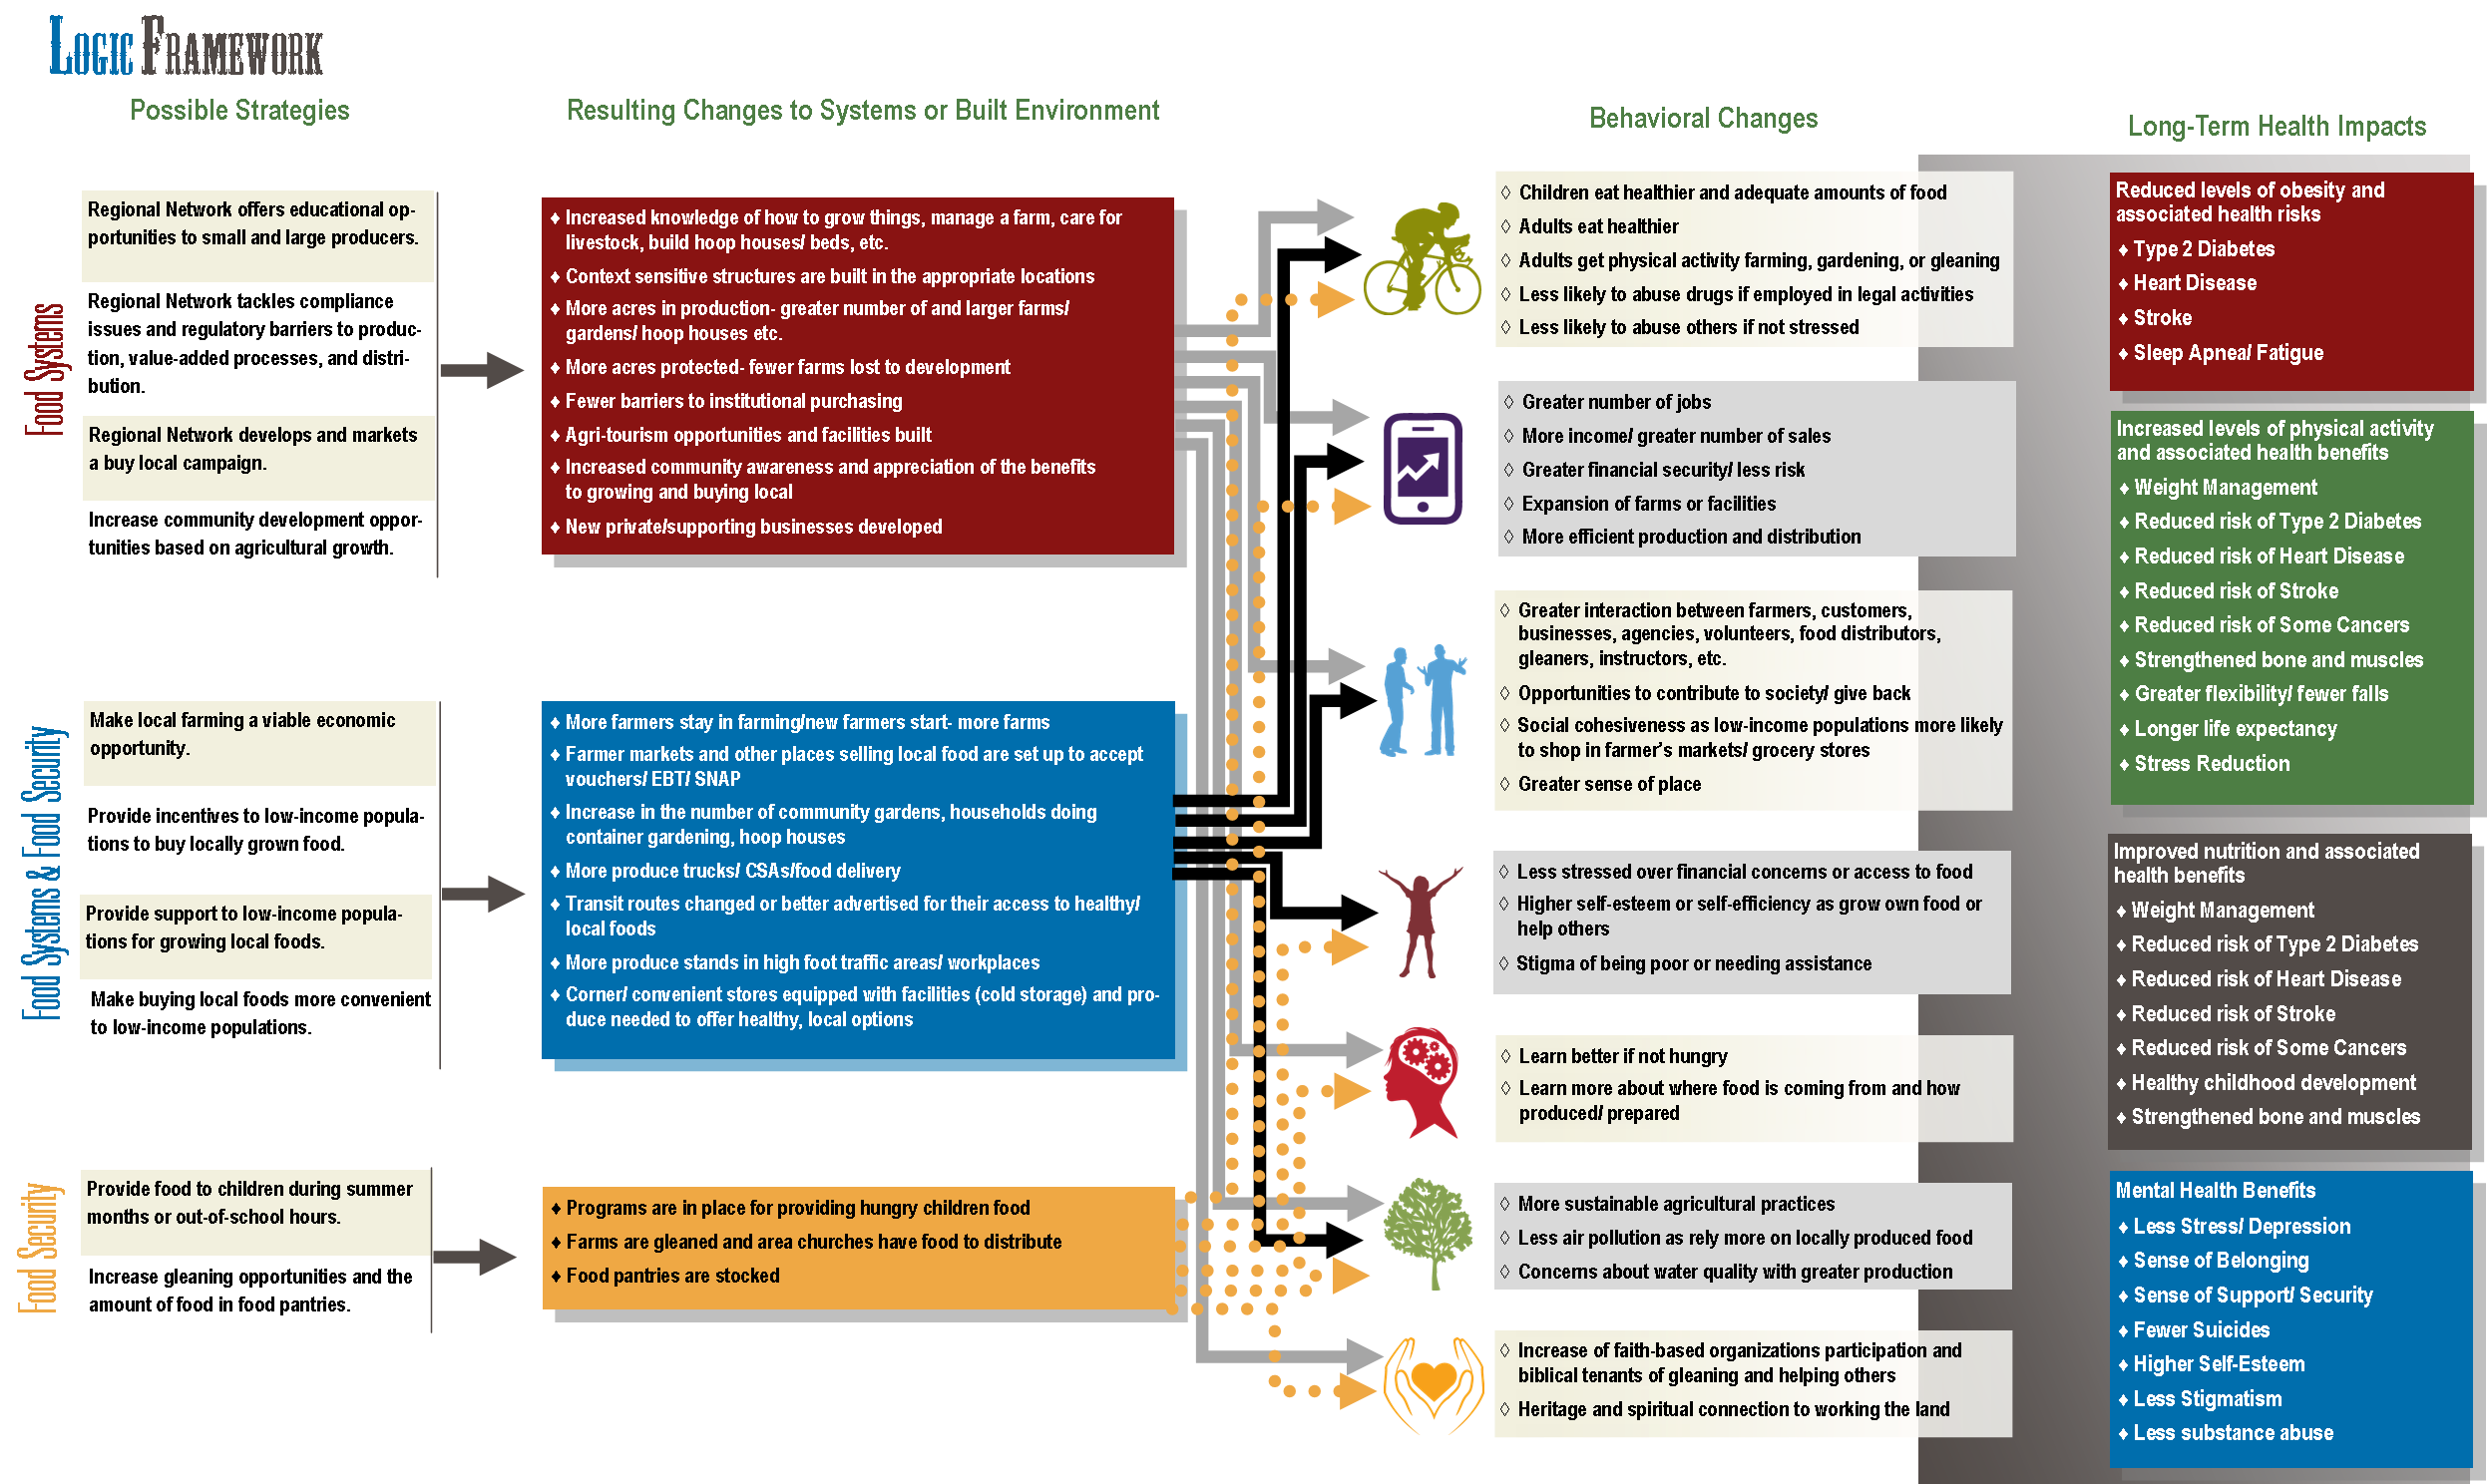 LOGIC FRAMEWORK
Possible Strategies
Resulting Changes to Systems or Built Environment
Behavioral Changes
Long-Term Health Impacts
Food Systems
Regional Network offers educational op-
portunities to small and large producers.
Regional Network tackles compliance
issues and regulatory barriers to produc-
tion, value-added processes, and distri-
bution.
Regional Network develops and markets
a buy local campaign.
Increase community development oppor-
tunities based on agricultural growth.
♦ Increased knowledge of how to grow things, manage a farm, care for
livestock, build hoop houses/ beds, etc.
♦ Context sensitive structures are built in the appropriate locations
♦ More acres in production- greater number of and larger farms/
gardens/ hoop houses etc.
♦ More acres protected- fewer farms lost to development
♦ Fewer barriers to institutional purchasing
♦ Agri-tourism opportunities and facilities built
♦ Increased community awareness and appreciation of the benefits
to growing and buying local
♦ New private/supporting businesses developed
Food Systems & Food Security
Make local farming a viable economic
opportunity.
Provide incentives to low-income popula-
tions to buy locally grown food.
Provide support to low-income popula-
tions for growing local foods.
Make buying local foods more convenient
to low-income populations.
♦ More farmers stay in farming/new farmers start- more farms
♦ Farmer markets and other places selling local food are set up to accept
vouchers/ EBT/ SNAP
♦ Increase in the number of community gardens, households doing
container gardening, hoop houses
♦ More produce trucks/ CSAs/food delivery
♦ Transit routes changed or better advertised for their access to healthy/
local foods
♦ More produce stands in high foot traffic areas/ workplaces
♦ Corner/ convenient stores equipped with facilities (cold storage) and pro-
duce needed to offer healthy, local options
Food Security
Provide food to children during summer
months or out-of-school hours.
Increase gleaning opportunities and the
amount of food in food pantries.
♦ Programs are in place for providing hungry children food
♦ Farms are gleaned and area churches have food to distribute
♦ Food pantries are stocked
◊ Children eat healthier and adequate amounts of food
◊ Adults eat healthier
◊ Adults get physical activity farming, gardening, or gleaning
◊ Less likely to abuse drugs if employed in legal activities
◊ Less likely to abuse others if not stressed
◊ Greater number of jobs
◊ More income/ greater number of sales
◊ Greater financial security/ less risk
◊ Expansion of farms or facilities
◊ More efficient production and distribution
◊ Greater interaction between farmers, customers,
businesses, agencies, volunteers, food distributors,
gleaners, instructors, etc.
◊ Opportunities to contribute to society/ give back
◊ Social cohesiveness as low-income populations more likely
to shop in farmer's markets/ grocery stores
◊ Greater sense of place
◊ Less stressed over financial concerns or access to food
◊ Higher self-esteem or self-efficiency as grow own food or
help others
◊ Stigma of being poor or needing assistance
◊ Learn better if not hungry
◊ Learn more about where food is coming from and how
produced/ prepared
◊ More sustainable agricultural practices
◊ Less air pollution as rely more on locally produced food
◊ Concerns about water quality with greater production
◊ Increase of faith-based organizations participation and
biblical tenants of gleaning and helping others
◊ Heritage and spiritual connection to working the land
Reduced levels of obesity and
associated health risks
♦ Type 2 Diabetes
♦ Heart Disease
♦ Stroke
♦ Sleep Apnea/ Fatigue
Increased levels of physical activity
and associated health benefits
♦ Weight Management
♦ Reduced risk of Type 2 Diabetes
♦ Reduced risk of Heart Disease
♦ Reduced risk of Stroke
♦ Reduced risk of Some Cancers
♦ Strengthened bone and muscles
♦ Greater flexibility/ fewer falls
♦ Longer life expectancy
♦ Stress Reduction
Improved nutrition and associated
health benefits
♦ Weight Management
♦ Reduced risk of Type 2 Diabetes
♦ Reduced risk of Heart Disease
♦ Reduced risk of Stroke
♦ Reduced risk of Some Cancers
♦ Healthy childhood development
♦ Strengthened bone and muscles
Mental Health Benefits
♦ Less Stress/ Depression
♦ Sense of Belonging
♦ Sense of Support/ Security
♦ Fewer Suicides
♦ Higher Self-Esteem
♦ Less Stigmatism
♦ Less substance abuse